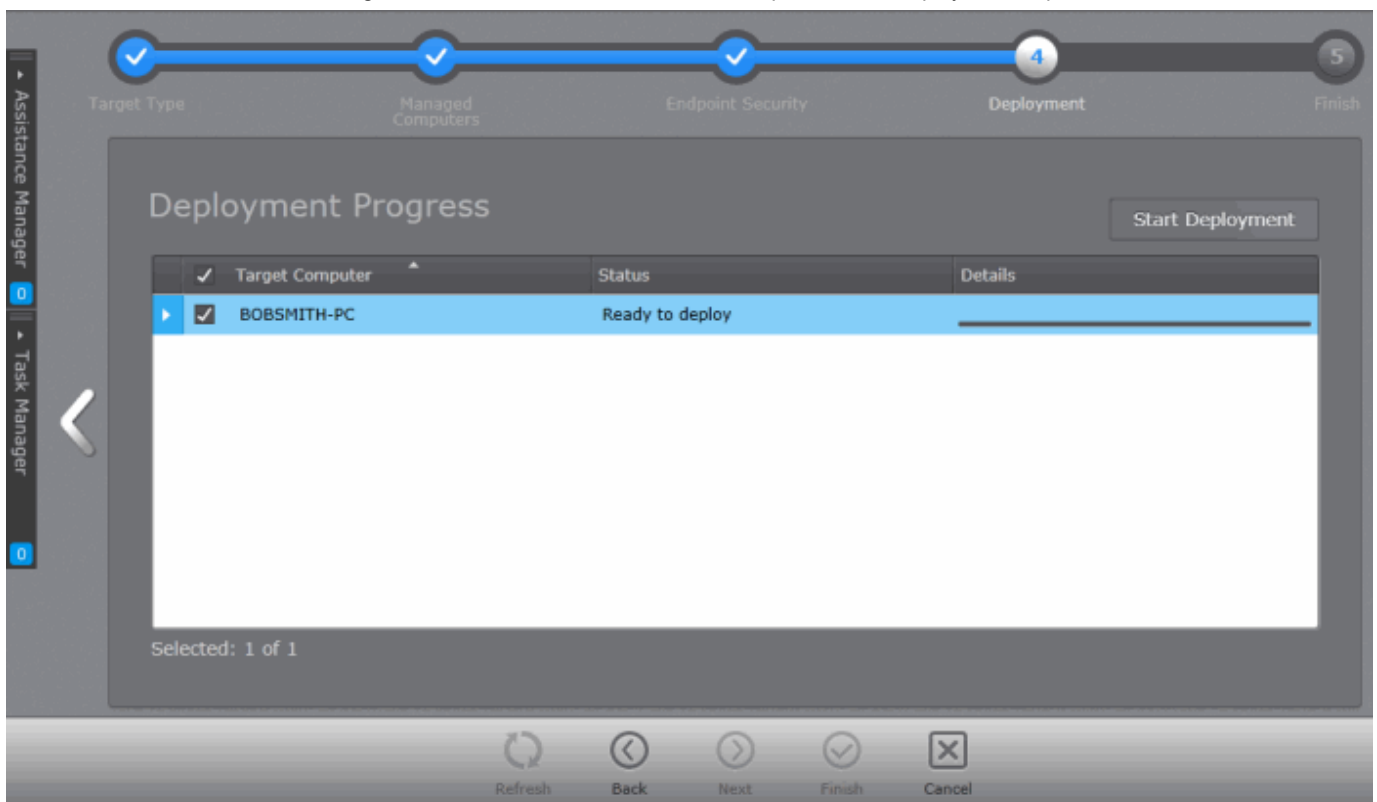 4
5
Target Type
Managed
Computers
Endpoint Security
Deployment
Finish
Assistance Manager
0
Task Manager
0
Deployment Progress
Start Deployment
Target Computer
Status
Details
BOBSMITH-PC
Ready to deploy
Selected: 1 of 1
Refresh
Back
Next
Finish
Cancel